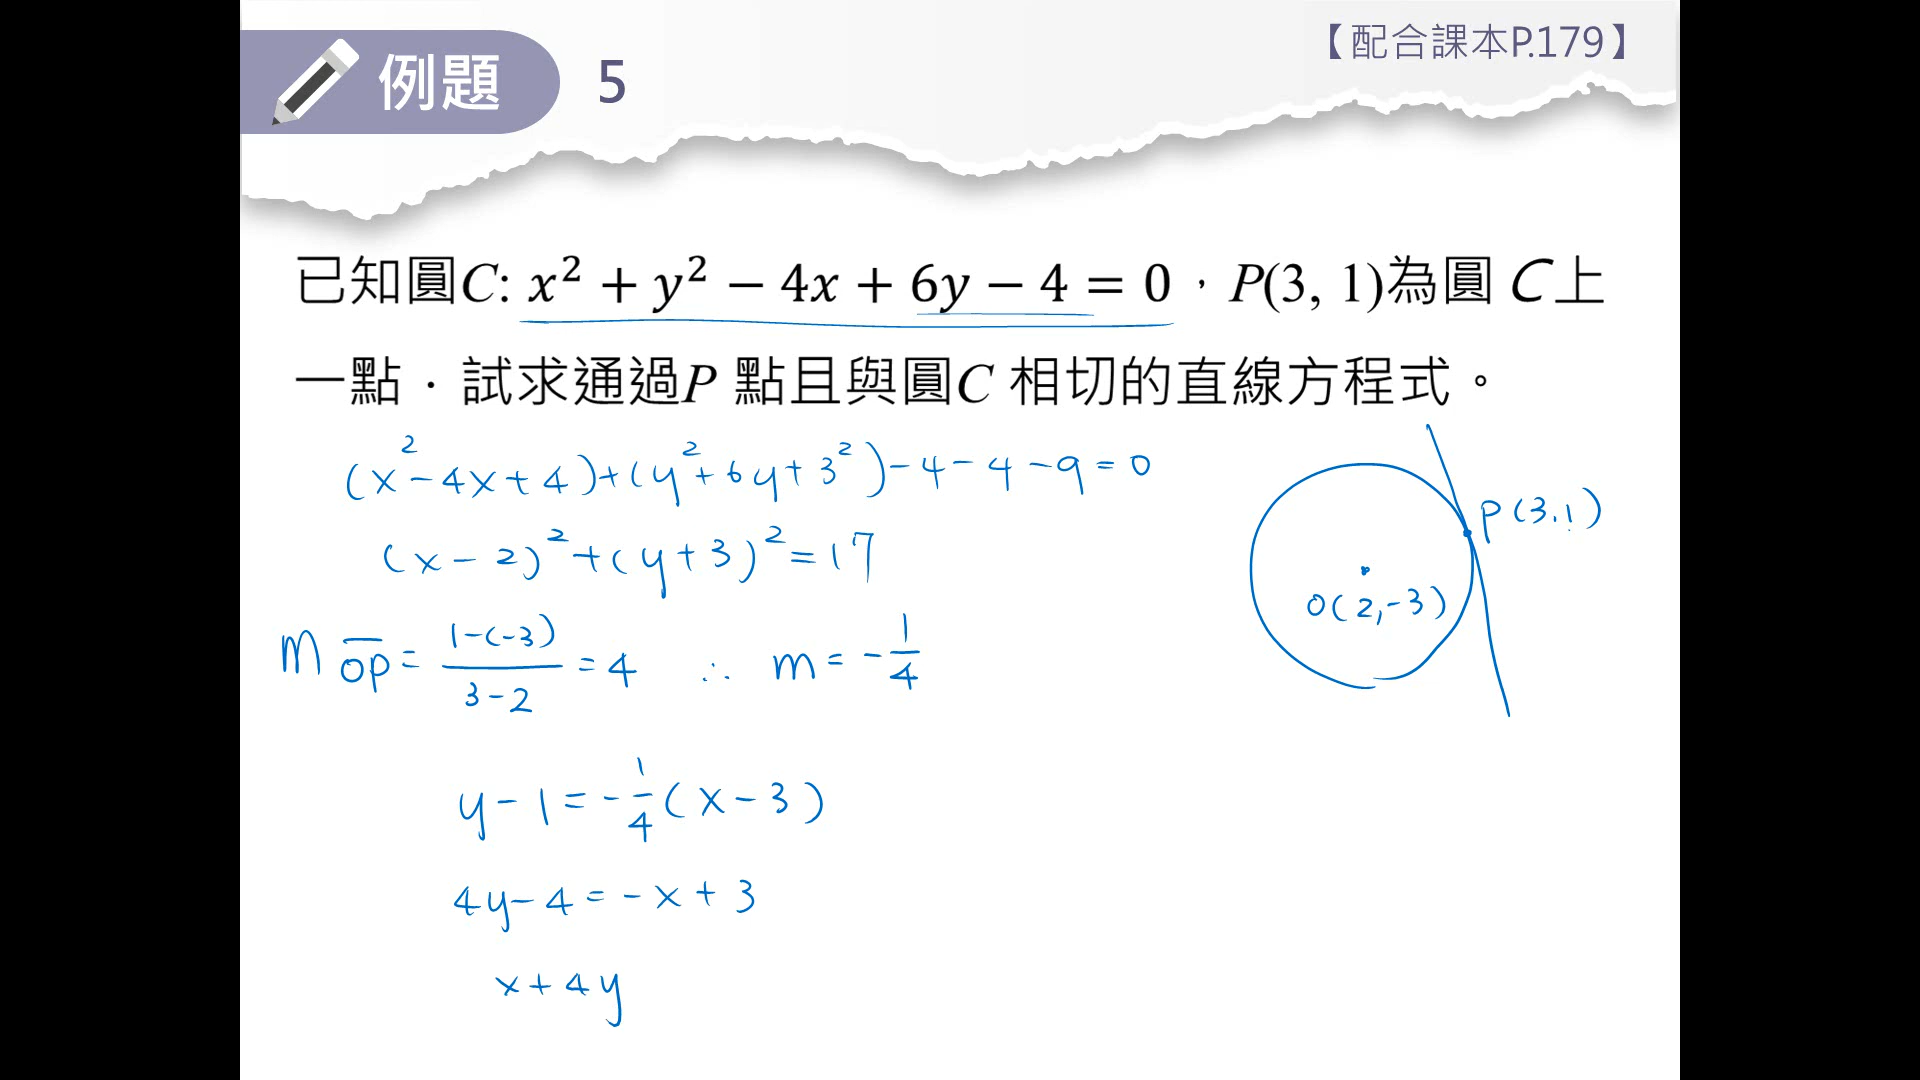 【配合課本P.179】
例題 5
已知圓C: x² + y² − 4x + 6y − 4 = 0，P(3, 1)為圓 C上
一點．試求通過P 點且與圓C 相切的直線方程式。
(x²-4x+4)+(y²+6y+3²)-4-4-9=0
(x-2)²+(y+3)²=17
m OP = (1-(-3))/(3-2) = 4 ∴ m = -1/4
y-1=-1/4(x-3)
4y-4=-x+3
x+4y
P(3,1)
O(2,-3)